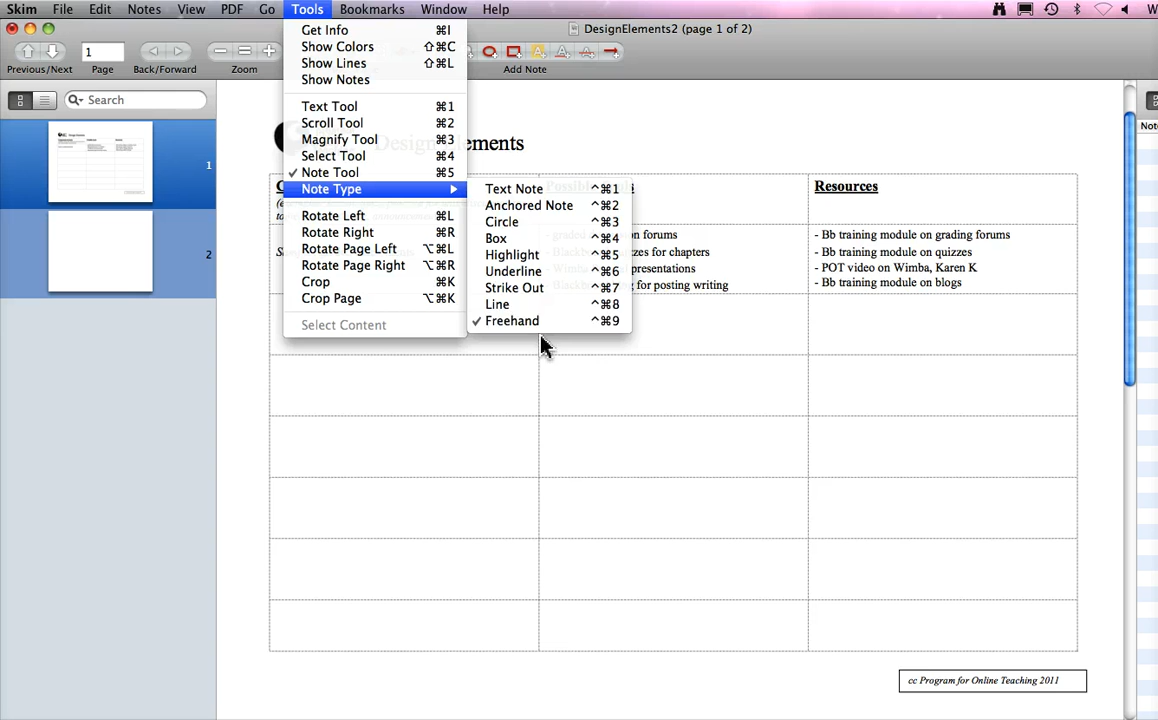 Skim File Edit Notes View PDF Go Tools Bookmarks Window Help
DesignElements2 (page 1 of 2)
1
Previous/Next Page Back/Forward Zoom Add Note
Search
Get Info ⌘I
Show Colors ⇧⌘C
Show Lines ⇧⌘L
Show Notes
Text Tool ⌘1
Scroll Tool ⌘2
Magnify Tool ⌘3
Select Tool ⌘4
✓ Note Tool ⌘5
Note Type
Rotate Left ⌘L
Rotate Right ⌘R
Rotate Page Left ⌥⌘L
Rotate Page Right ⌥⌘R
Crop ⌘K
Crop Page ⌥⌘K
Select Content
Text Note ^⌘1
Anchored Note ^⌘2
Circle ^⌘3
Box ^⌘4
Highlight ^⌘5
Underline ^⌘6
Strike Out ^⌘7
Line ^⌘8
✓ Freehand ^⌘9
1
2
Design Elements
Resources
forums
for chapters
presentations
for posting writing
- Bb training module on grading forums
- Bb training module on quizzes
- POT video on Wimba, Karen K
- Bb training module on blogs
cc Program for Online Teaching 2011